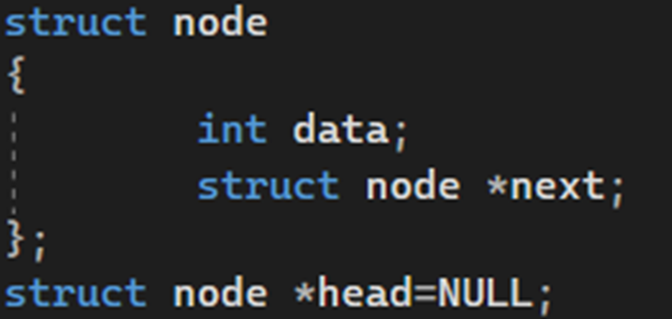 struct node
{
int data;
struct node *next;
};
struct node *head=NULL;